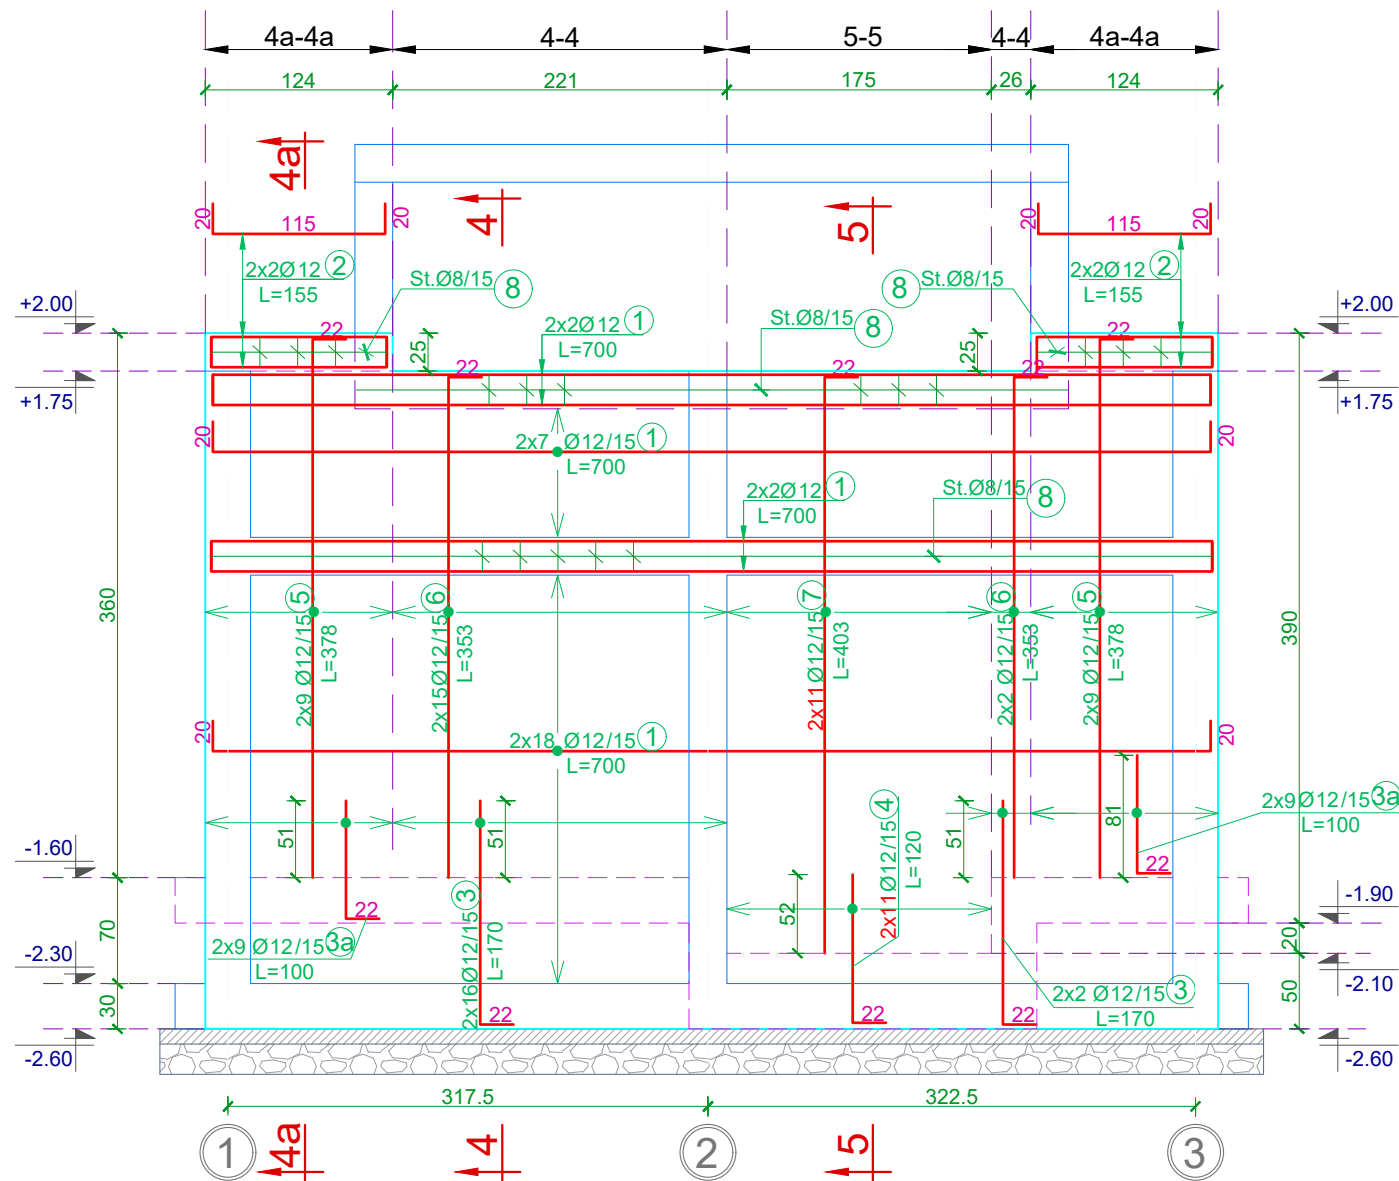 4a-4a 4-4 5-5 4-4 4a-4a
124 221 175 26 124
4a
4 5
20 115 20 20 115 20
2x2Ø12 2
L=155
St.Ø8/15 8
8 St.Ø8/15
2x2Ø12 2
L=155
+2.00 +2.00
22 2x2Ø12 1
L=700
St.Ø8/15 8
22
25 25
+1.75 +1.75
22 22 22
20 2x7 Ø12/15 1 20
L=700
2x2Ø12 1
L=700
St.Ø8/15 8
360 390
2x9 Ø12/15 5
L=378
2x15Ø12/15 6
L=353
2x11Ø12/15 7
L=403
2x2 Ø12/15 6
L=353
2x9 Ø12/15 5
L=378
20 2x18 Ø12/15 1 20
L=700
51 51 51 81
2x9Ø12/15 3a
L=100
2x11Ø12/15 4
L=120
-1.60
22 22
52
-1.90
2x9 Ø12/15 3a
L=100
2x16Ø12/15 3
L=170
70 20
-2.30 -2.10
2x2 Ø12/15 3
L=170
30 50
22 22 22
-2.60 -2.60
317.5 322.5
1 4a 4 2 5 3